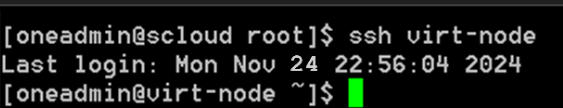 [oneadmin@scloud root]$ ssh virt-node
Last login: Mon Nov 24 22:56:04 2024
[oneadmin@virt-node ~]$